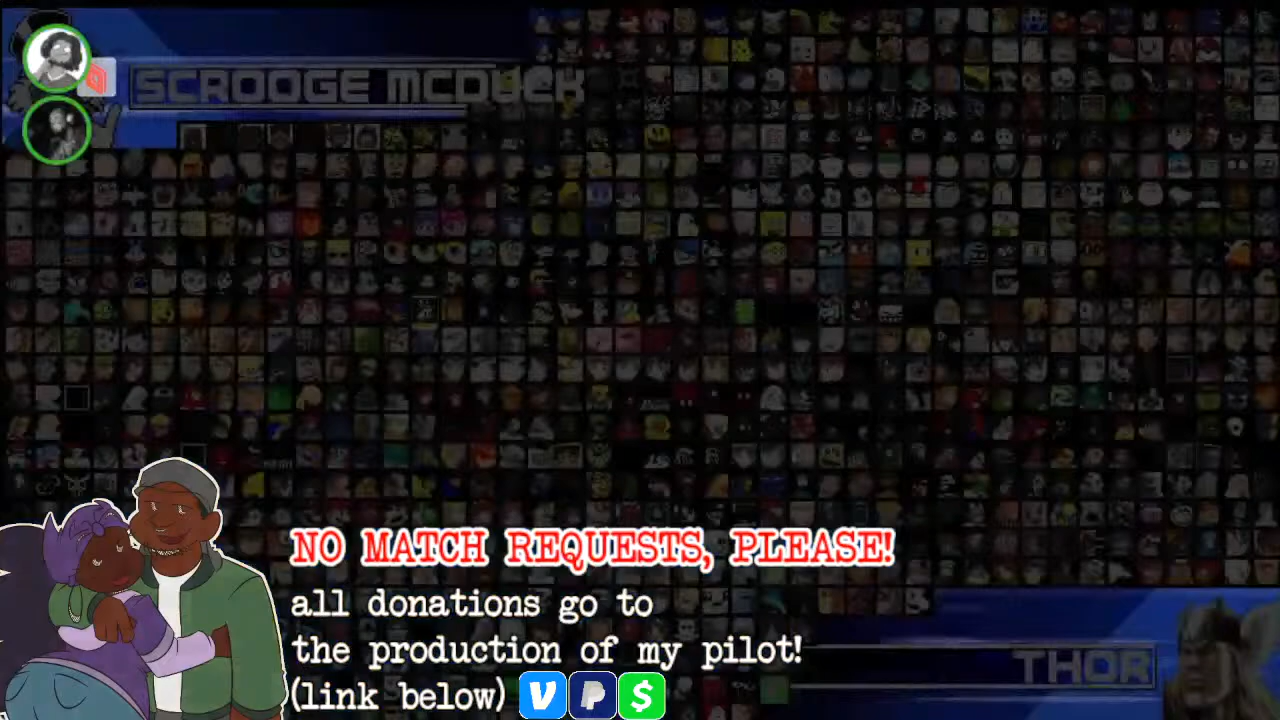 SCROOGE MCDUCK
NO MATCH REQUESTS, PLEASE!
all donations go to
the production of my pilot!
(link below)
THOR